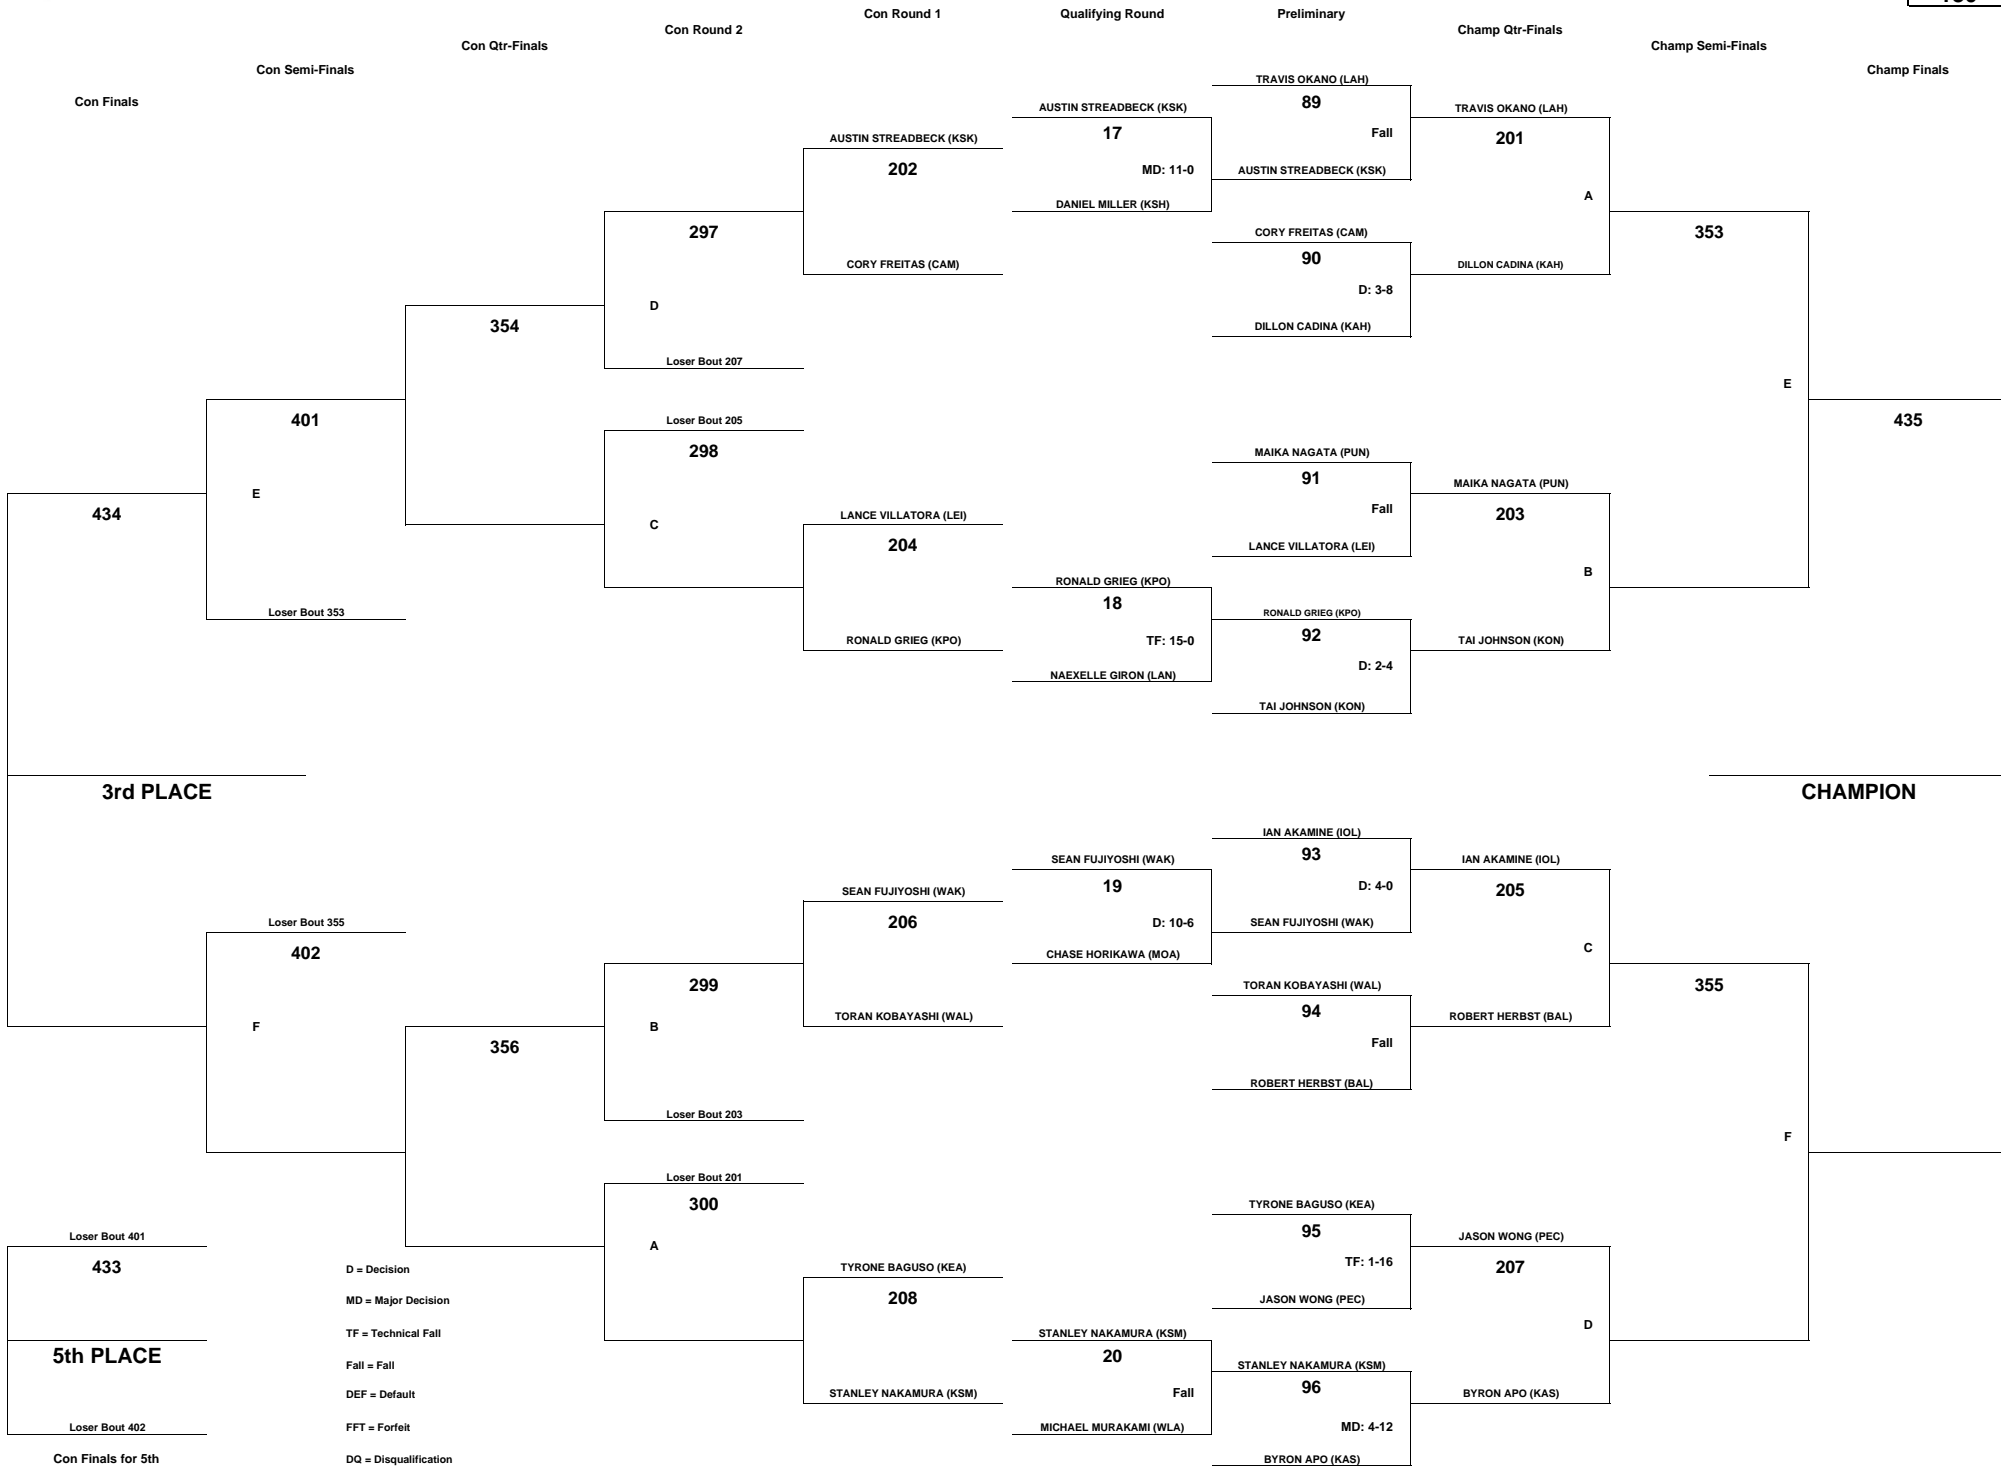 Con Round 1
Qualifying Round
Preliminary
Con Round 2
Champ Qtr-Finals
Con Qtr-Finals
Champ Semi-Finals
Con Semi-Finals
Champ Finals
Con Finals
TRAVIS OKANO (LAH)
89
Fall
AUSTIN STREADBECK (KSK)
AUSTIN STREADBECK (KSK)
17
MD: 11-0
DANIEL MILLER (KSH)
TRAVIS OKANO (LAH)
201
A
DILLON CADINA (KAH)
AUSTIN STREADBECK (KSK)
202
CORY FREITAS (CAM)
CORY FREITAS (CAM)
90
D: 3-8
DILLON CADINA (KAH)
297
D
Loser Bout 207
353
E
354
Loser Bout 205
298
C
401
E
Loser Bout 353
435
434
MAIKA NAGATA (PUN)
91
Fall
LANCE VILLATORA (LEI)
MAIKA NAGATA (PUN)
203
B
TAI JOHNSON (KON)
LANCE VILLATORA (LEI)
204
RONALD GRIEG (KPO)
RONALD GRIEG (KPO)
18
TF: 15-0
NAEXELLE GIRON (LAN)
RONALD GRIEG (KPO)
92
D: 2-4
TAI JOHNSON (KON)
3rd PLACE
CHAMPION
IAN AKAMINE (IOL)
93
D: 4-0
SEAN FUJIYOSHI (WAK)
SEAN FUJIYOSHI (WAK)
19
D: 10-6
CHASE HORIKAWA (MOA)
IAN AKAMINE (IOL)
205
C
ROBERT HERBST (BAL)
SEAN FUJIYOSHI (WAK)
206
TORAN KOBAYASHI (WAL)
TORAN KOBAYASHI (WAL)
94
Fall
ROBERT HERBST (BAL)
Loser Bout 355
402
F
299
B
Loser Bout 203
355
F
356
Loser Bout 201
300
A
TYRONE BAGUSO (KEA)
95
TF: 1-16
JASON WONG (PEC)
JASON WONG (PEC)
207
D
BYRON APO (KAS)
TYRONE BAGUSO (KEA)
208
STANLEY NAKAMURA (KSM)
STANLEY NAKAMURA (KSM)
20
Fall
MICHAEL MURAKAMI (WLA)
STANLEY NAKAMURA (KSM)
96
MD: 4-12
BYRON APO (KAS)
Loser Bout 401
433
5th PLACE
Loser Bout 402
Con Finals for 5th
D = Decision
MD = Major Decision
TF = Technical Fall
Fall = Fall
DEF = Default
FFT = Forfeit
DQ = Disqualification